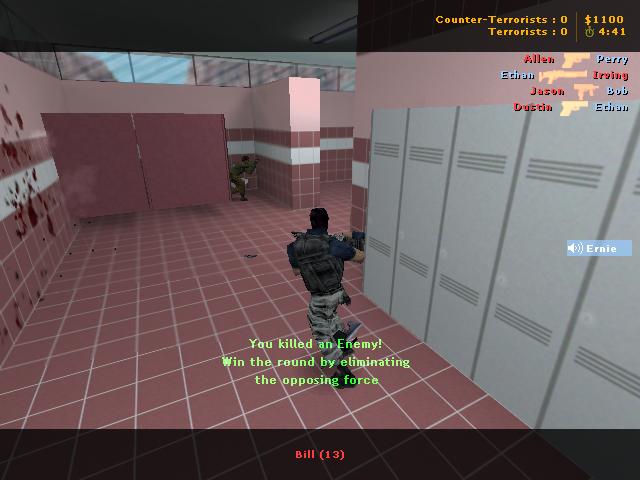 Counter-Terrorists : 0 $1100
Terrorists : 0 4:41
Allen Perry
Ethan Irving
Jason Bob
Dustin Ethan
Ernie
You killed an Enemy!
Win the round by eliminating
the opposing force
Bill (13)